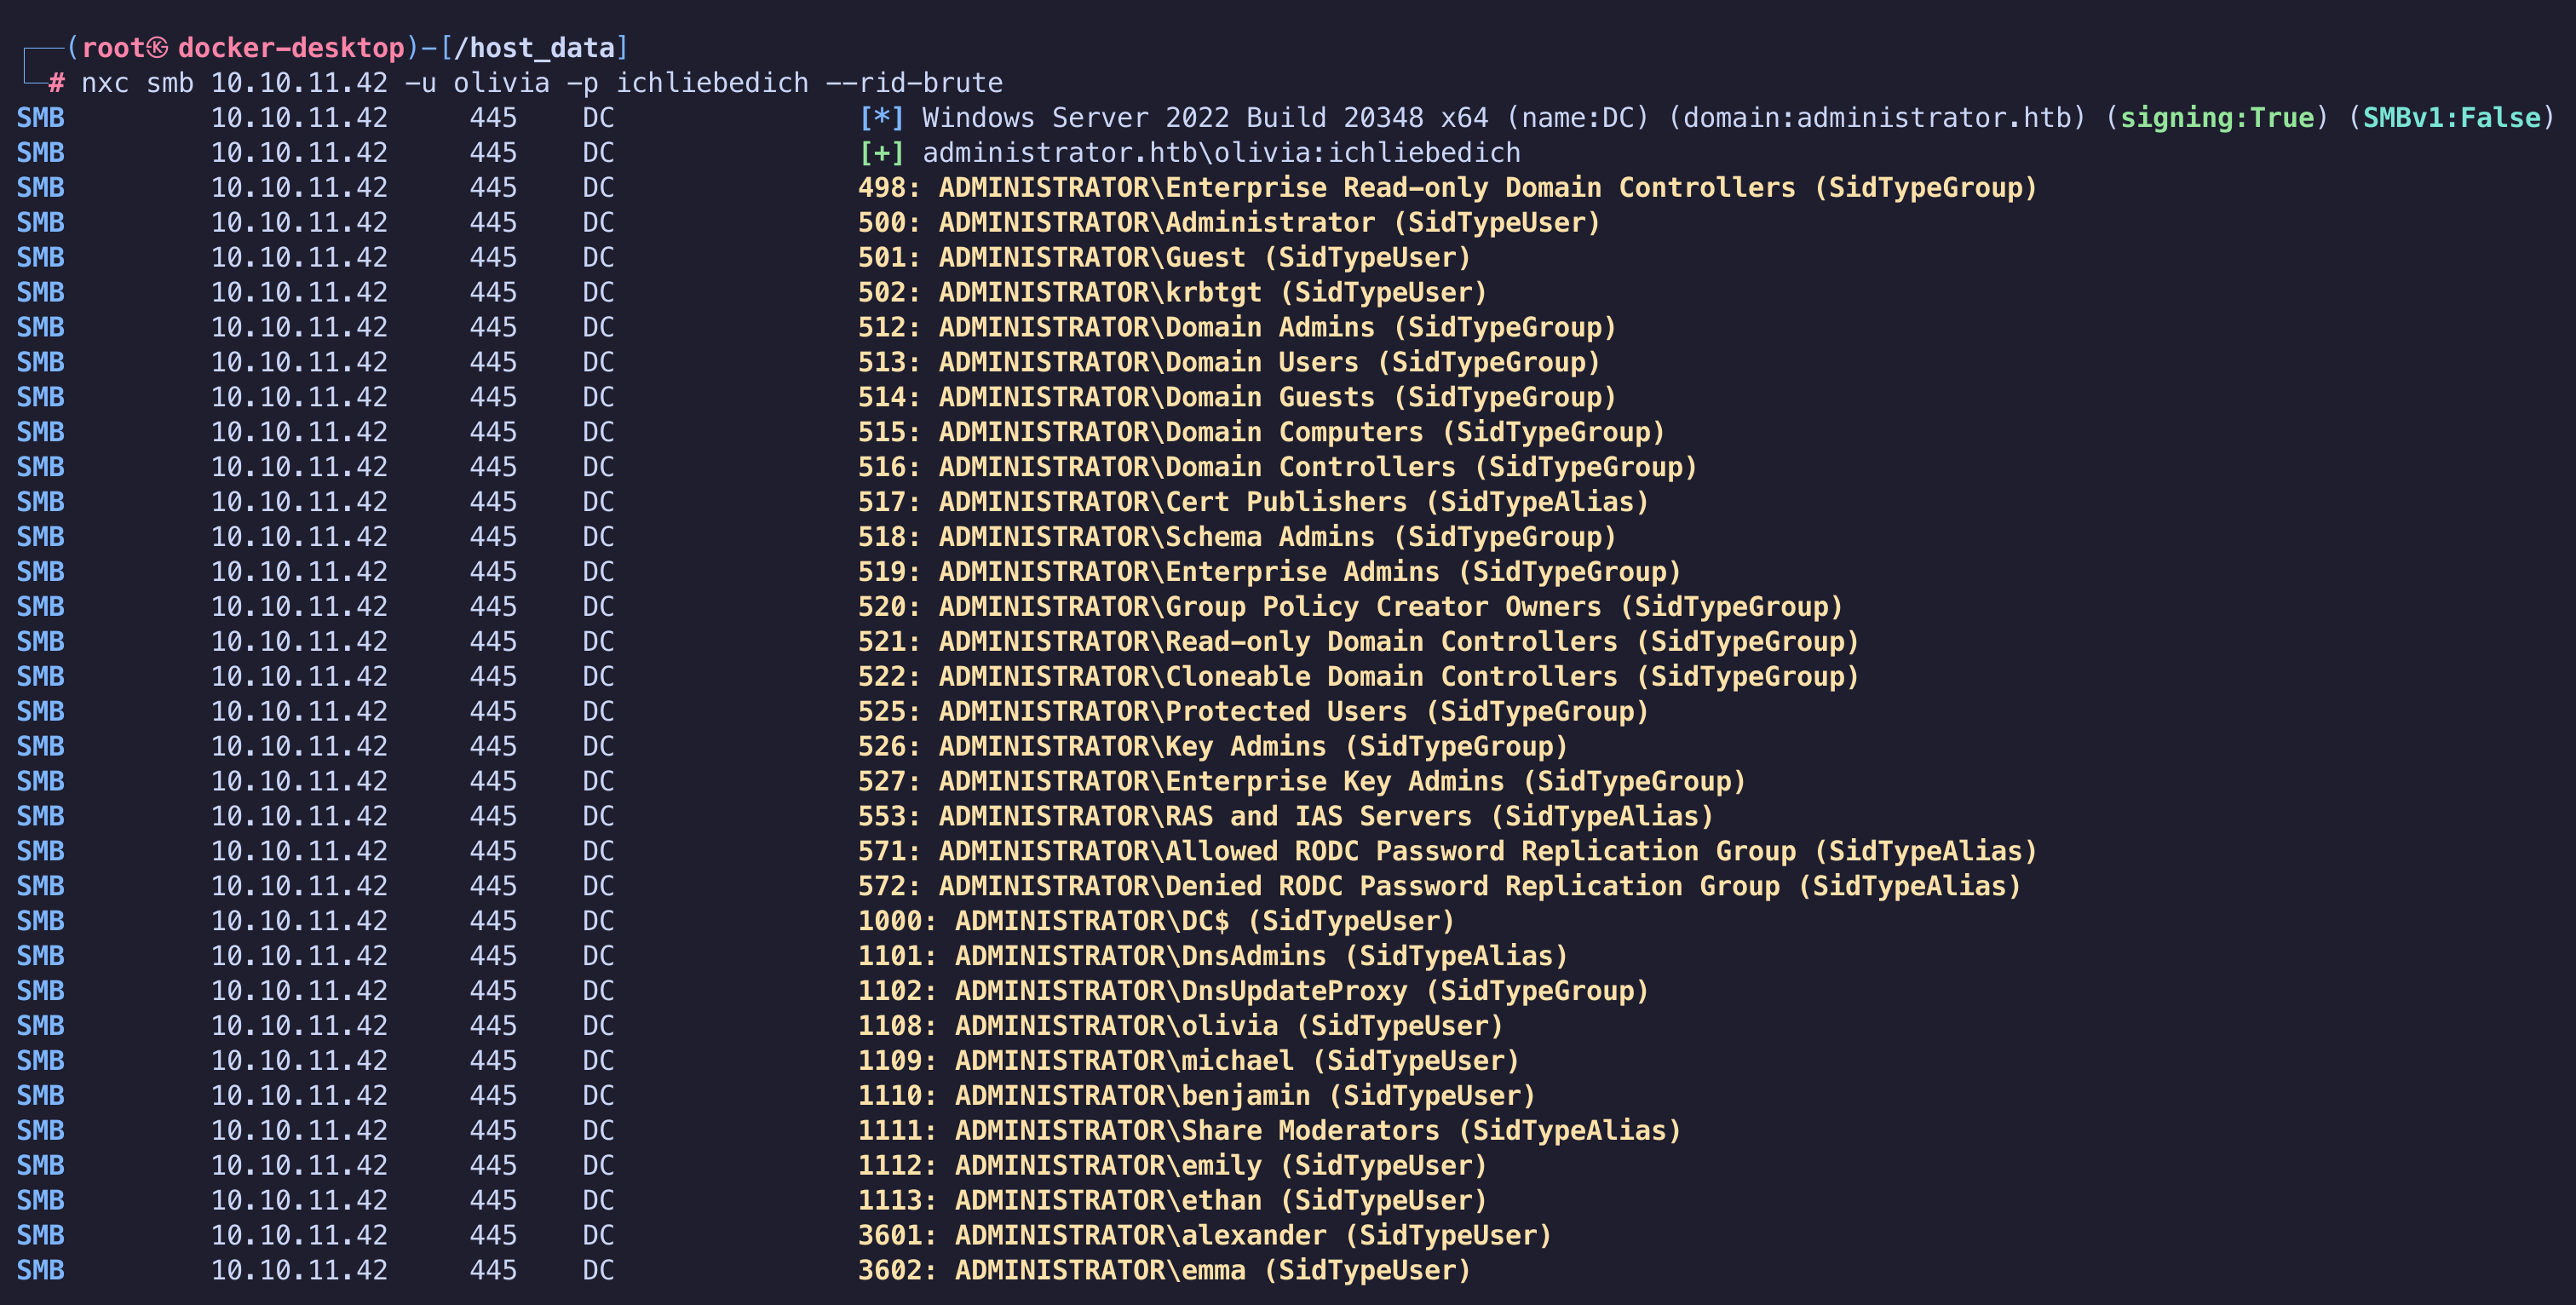 ┌──(root㉿docker-desktop)-[/host_data]
└─# nxc smb 10.10.11.42 -u olivia -p ichliebedich --rid-brute
SMB 10.10.11.42 445 DC [*] Windows Server 2022 Build 20348 x64 (name:DC) (domain:administrator.htb) (signing:True) (SMBv1:False)
SMB 10.10.11.42 445 DC [+] administrator.htb\olivia:ichliebedich
SMB 10.10.11.42 445 DC 498: ADMINISTRATOR\Enterprise Read-only Domain Controllers (SidTypeGroup)
SMB 10.10.11.42 445 DC 500: ADMINISTRATOR\Administrator (SidTypeUser)
SMB 10.10.11.42 445 DC 501: ADMINISTRATOR\Guest (SidTypeUser)
SMB 10.10.11.42 445 DC 502: ADMINISTRATOR\krbtgt (SidTypeUser)
SMB 10.10.11.42 445 DC 512: ADMINISTRATOR\Domain Admins (SidTypeGroup)
SMB 10.10.11.42 445 DC 513: ADMINISTRATOR\Domain Users (SidTypeGroup)
SMB 10.10.11.42 445 DC 514: ADMINISTRATOR\Domain Guests (SidTypeGroup)
SMB 10.10.11.42 445 DC 515: ADMINISTRATOR\Domain Computers (SidTypeGroup)
SMB 10.10.11.42 445 DC 516: ADMINISTRATOR\Domain Controllers (SidTypeGroup)
SMB 10.10.11.42 445 DC 517: ADMINISTRATOR\Cert Publishers (SidTypeAlias)
SMB 10.10.11.42 445 DC 518: ADMINISTRATOR\Schema Admins (SidTypeGroup)
SMB 10.10.11.42 445 DC 519: ADMINISTRATOR\Enterprise Admins (SidTypeGroup)
SMB 10.10.11.42 445 DC 520: ADMINISTRATOR\Group Policy Creator Owners (SidTypeGroup)
SMB 10.10.11.42 445 DC 521: ADMINISTRATOR\Read-only Domain Controllers (SidTypeGroup)
SMB 10.10.11.42 445 DC 522: ADMINISTRATOR\Cloneable Domain Controllers (SidTypeGroup)
SMB 10.10.11.42 445 DC 525: ADMINISTRATOR\Protected Users (SidTypeGroup)
SMB 10.10.11.42 445 DC 526: ADMINISTRATOR\Key Admins (SidTypeGroup)
SMB 10.10.11.42 445 DC 527: ADMINISTRATOR\Enterprise Key Admins (SidTypeGroup)
SMB 10.10.11.42 445 DC 553: ADMINISTRATOR\RAS and IAS Servers (SidTypeAlias)
SMB 10.10.11.42 445 DC 571: ADMINISTRATOR\Allowed RODC Password Replication Group (SidTypeAlias)
SMB 10.10.11.42 445 DC 572: ADMINISTRATOR\Denied RODC Password Replication Group (SidTypeAlias)
SMB 10.10.11.42 445 DC 1000: ADMINISTRATOR\DC$ (SidTypeUser)
SMB 10.10.11.42 445 DC 1101: ADMINISTRATOR\DnsAdmins (SidTypeAlias)
SMB 10.10.11.42 445 DC 1102: ADMINISTRATOR\DnsUpdateProxy (SidTypeGroup)
SMB 10.10.11.42 445 DC 1108: ADMINISTRATOR\olivia (SidTypeUser)
SMB 10.10.11.42 445 DC 1109: ADMINISTRATOR\michael (SidTypeUser)
SMB 10.10.11.42 445 DC 1110: ADMINISTRATOR\benjamin (SidTypeUser)
SMB 10.10.11.42 445 DC 1111: ADMINISTRATOR\Share Moderators (SidTypeAlias)
SMB 10.10.11.42 445 DC 1112: ADMINISTRATOR\emily (SidTypeUser)
SMB 10.10.11.42 445 DC 1113: ADMINISTRATOR\ethan (SidTypeUser)
SMB 10.10.11.42 445 DC 3601: ADMINISTRATOR\alexander (SidTypeUser)
SMB 10.10.11.42 445 DC 3602: ADMINISTRATOR\emma (SidTypeUser)